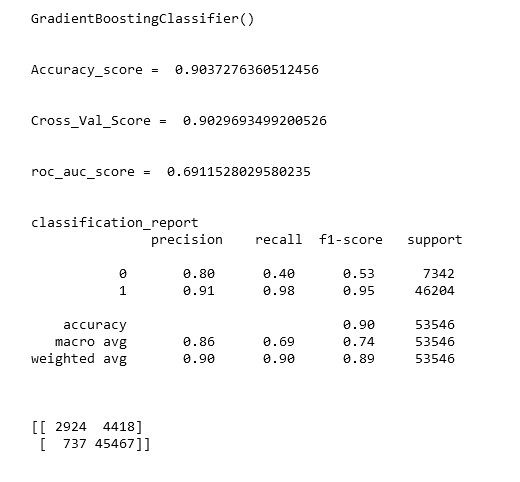 GradientBoostingClassifier()
Accuracy_score =  0.9037276360512456
Cross_Val_Score =  0.9029693499200526
roc_auc_score =  0.6911528029580235
classification_report
               precision    recall  f1-score   support
           0       0.80      0.40      0.53      7342
           1       0.91      0.98      0.95     46204
    accuracy                           0.90     53546
   macro avg       0.86      0.69      0.74     53546
weighted avg       0.90      0.90      0.89     53546
[[ 2924  4418]
 [  737 45467]]